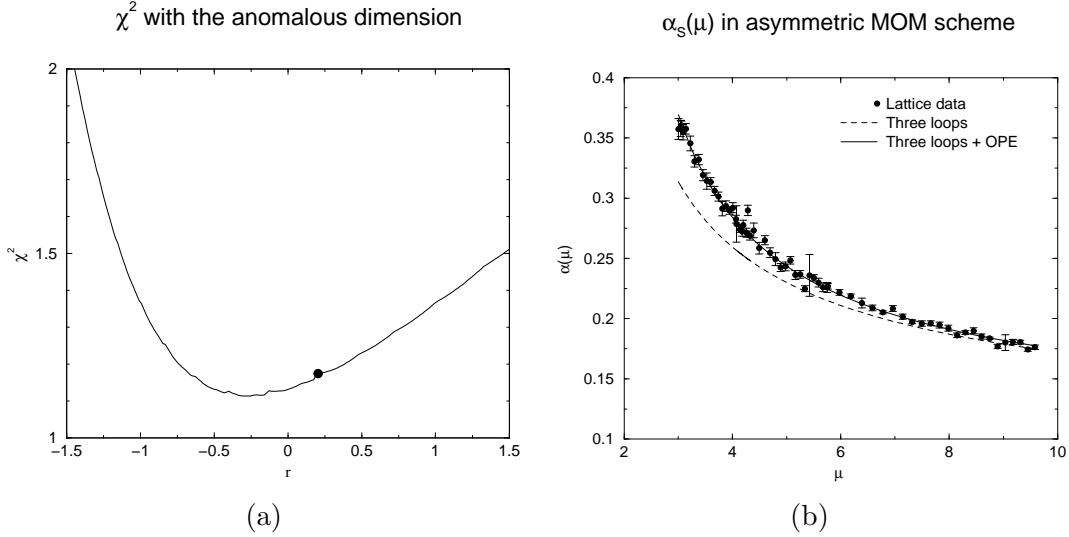 χ² with the anomalous dimension
2
1.5
1
χ²
−1.5
−1
−0.5
0
0.5
1
1.5
r
(a)
α_S(μ) in asymmetric MOM scheme
0.4
0.35
0.3
0.25
0.2
0.15
0.1
α(μ)
Lattice data
Three loops
Three loops + OPE
2
4
6
8
10
μ
(b)